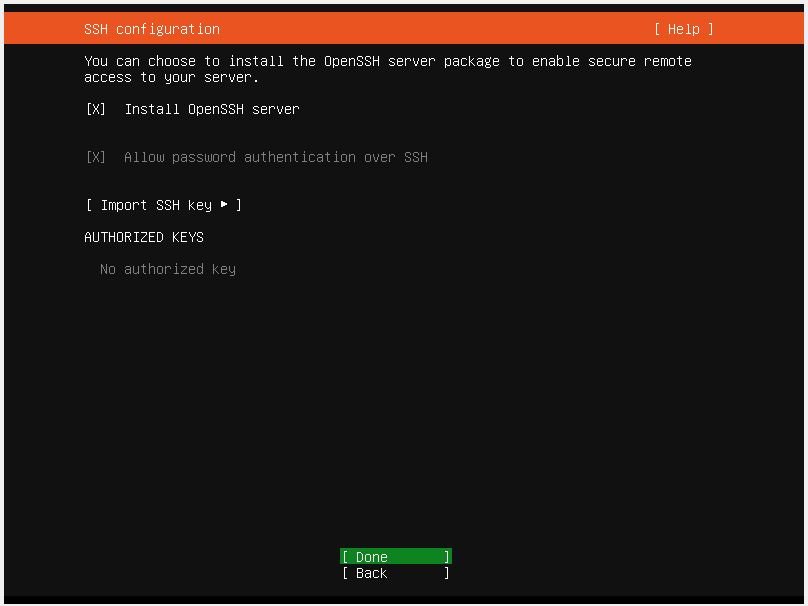 SSH configuration [ Help ]
You can choose to install the OpenSSH server package to enable secure remote
access to your server.
[X] Install OpenSSH server
[X] Allow password authentication over SSH
[ Import SSH key ► ]
AUTHORIZED KEYS
No authorized key
[ Done ]
[ Back ]